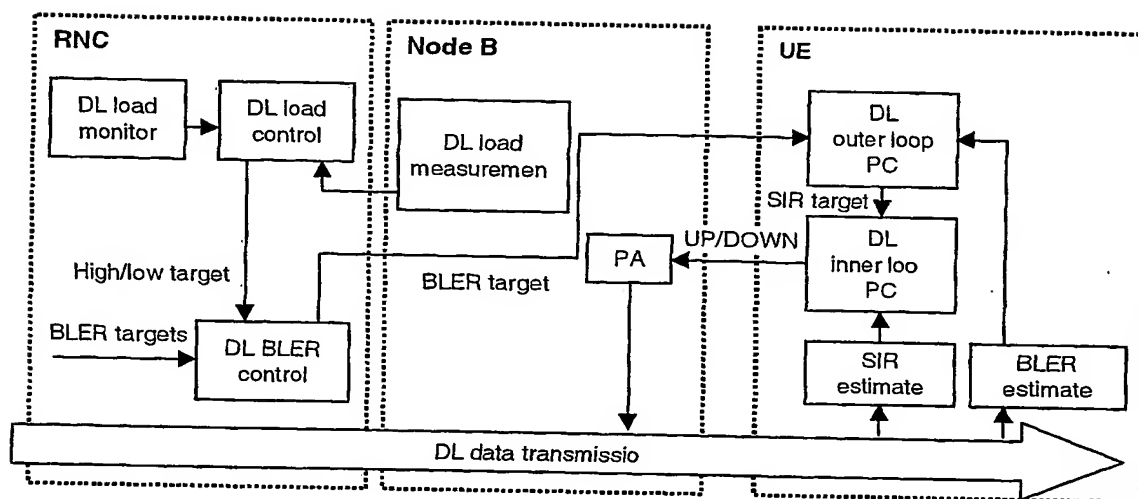 RNC
Node B
UE
DL load
monitor
DL load
control
DL load
measuremen
DL
outer loop
PC
SIR target
DL
inner loo
PC
UP/DOWN
PA
High/low target
BLER target
BLER targets
DL BLER
control
SIR
estimate
BLER
estimate
DL data transmissio